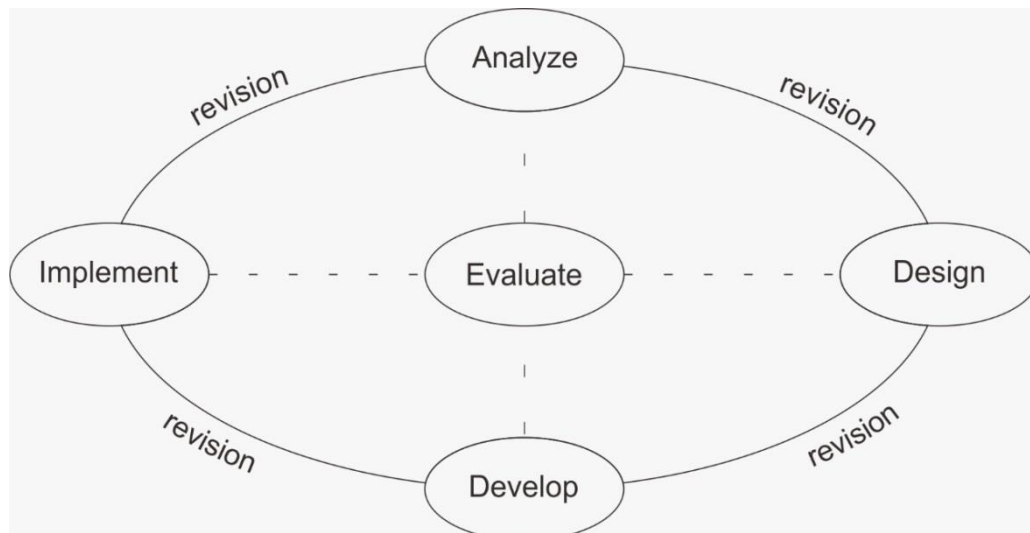 Analyze
revision
revision
Implement
Evaluate
Design
revision
revision
Develop